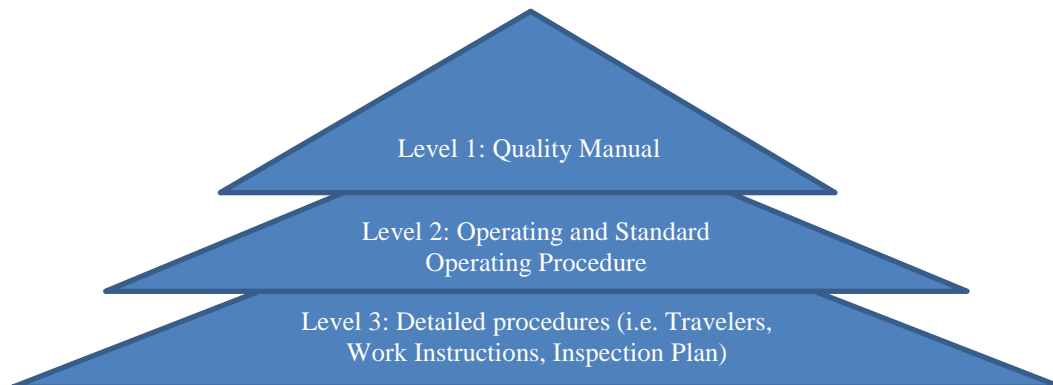 Level 1: Quality Manual
Level 2: Operating and Standard
Operating Procedure
Level 3: Detailed procedures (i.e. Travelers,
Work Instructions, Inspection Plan)